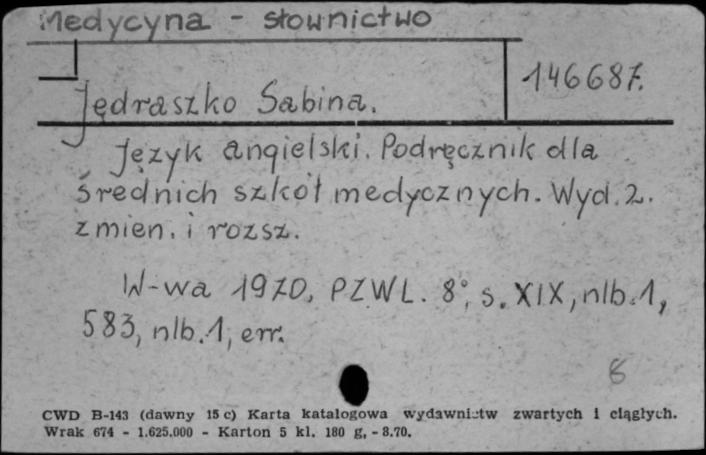 Medycyna - słownictwo
146687.
Jędraszko Sabina.
Język angielski. Podręcznik dla
średnich szkół medycznych. Wyd. 2.
zmien. i rozsz.
W-wa 1970, PZWL. 8°, s. XIX, nlb. 1,
583, nlb. 1, err.
8
CWD B-143 (dawny 15 c) Karta katalogowa wydawnictw zwartych i ciągłych.
Wrak 674 - 1.625.000 - Karton 5 kl. 180 g, - 8.70.